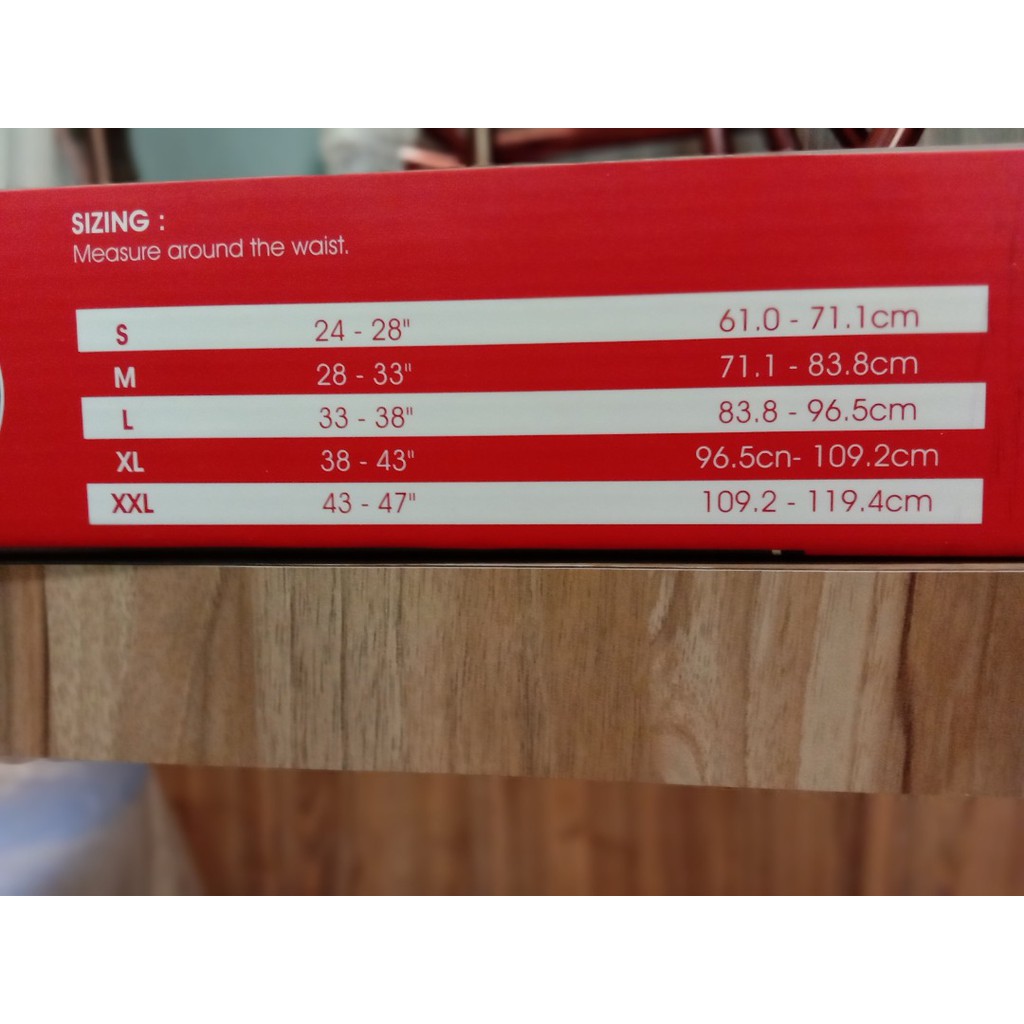 SIZING :
Measure around the waist.
S 24 - 28" 61.0 - 71.1cm
M 28 - 33" 71.1 - 83.8cm
L 33 - 38" 83.8 - 96.5cm
XL 38 - 43" 96.5cn- 109.2cm
XXL 43 - 47" 109.2 - 119.4cm